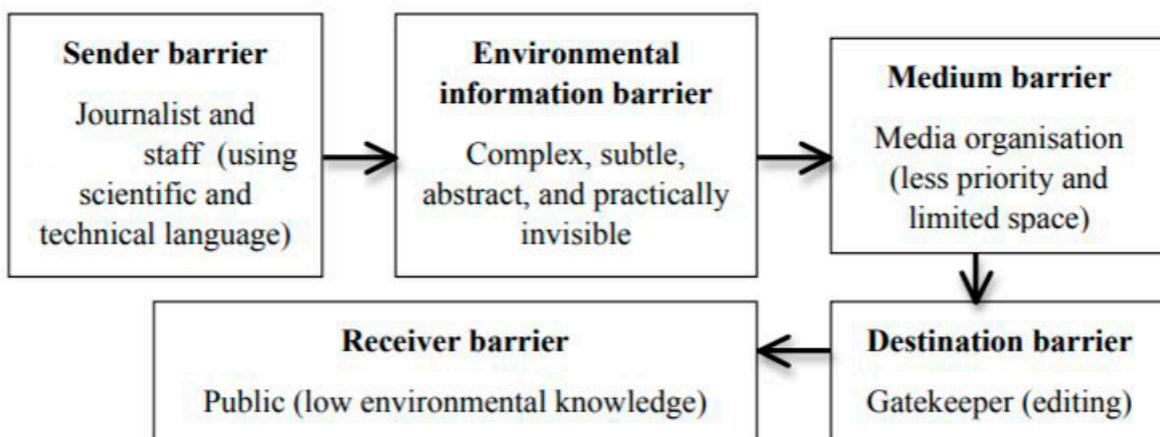 Sender barrier
Journalist and
staff (using
scientific and
technical language)
Environmental
information barrier
Complex, subtle,
abstract, and practically
invisible
Medium barrier
Media organisation
(less priority and
limited space)
Destination barrier
Gatekeeper (editing)
Receiver barrier
Public (low environmental knowledge)